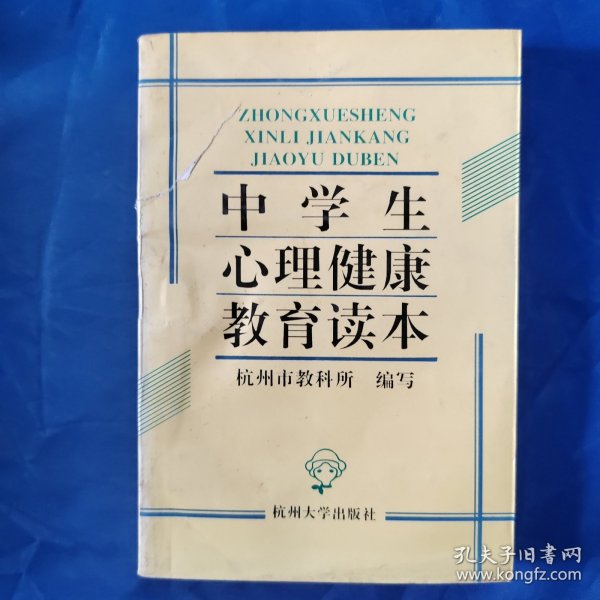 ZHONGXUESHENG
XINLI JIANKANG
JIAOYU DUBEN
中学生
心理健康
教育读本
杭州市教科所 编写
杭州大学出版社
孔夫子旧书网
www.kongfz.com